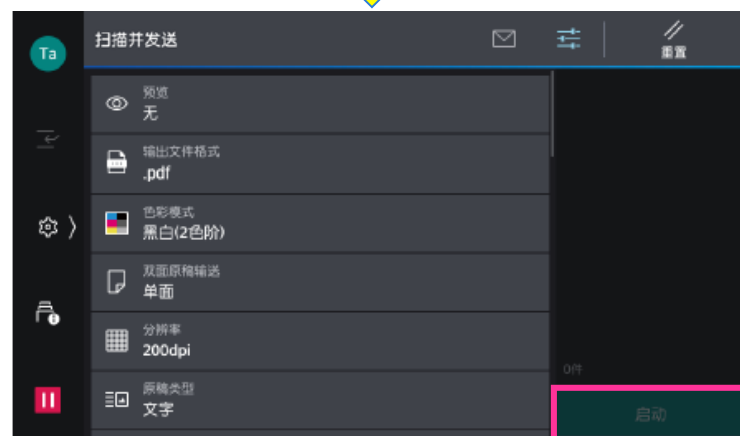 Ta
扫描并发送
重置
预览
无
输出文件格式
.pdf
色彩模式
黑白(2色阶)
双面原稿输送
单面
分辨率
200dpi
原稿类型
文字
0件
启动